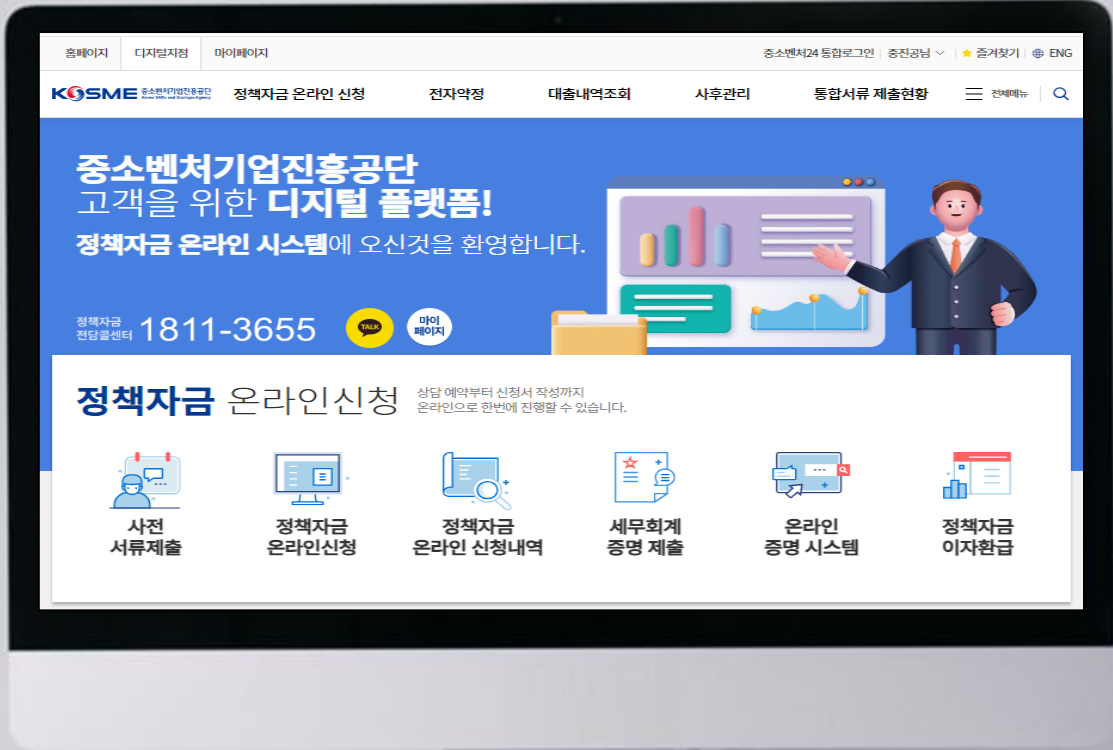 홈페이지 디지털지점 마이페이지 중소벤처24 통합로그인 중진공님 즐겨찾기 ENG
KOSME 중소벤처기업진흥공단 정책자금 온라인 신청 전자약정 대출내역조회 사후관리 통합서류 제출현황 전체메뉴
Korea SMEs and Startups Agency
중소벤처기업진흥공단
고객을 위한 디지털 플랫폼!
정책자금 온라인 시스템에 오신것을 환영합니다.
정책자금
전담콜센터 1811-3655 TALK 마이
페이지
정책자금 온라인신청 상담 예약부터 신청서 작성까지
온라인으로 한번에 진행할 수 있습니다.
사전
서류제출
정책자금
온라인신청
정책자금
온라인 신청내역
세무회계
증명 제출
온라인
증명 시스템
정책자금
이자환급